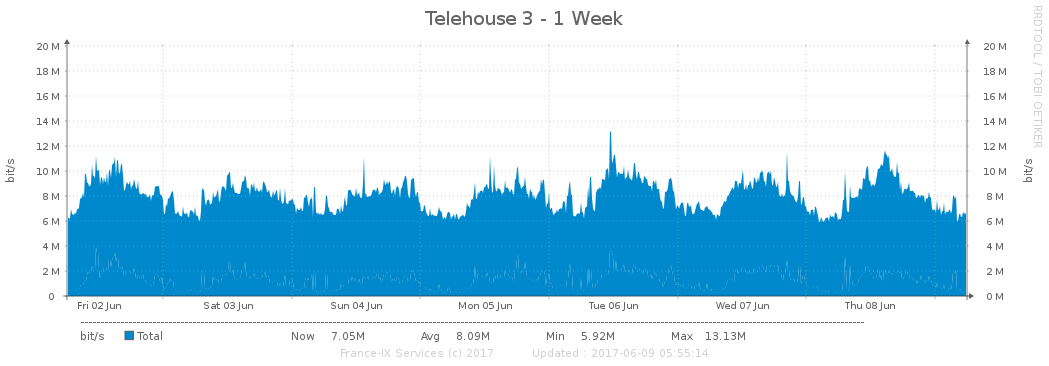 Telehouse 3 - 1 Week
RRDTOOL / TOBI OETIKER
20 M 20 M
18 M 18 M
16 M 16 M
14 M 14 M
12 M 12 M
10 M 10 M
8 M 8 M
6 M 6 M
4 M 4 M
2 M 2 M
0 0 M
bit/s
bit/s
Fri 02 Jun Sat 03 Jun Sun 04 Jun Mon 05 Jun Tue 06 Jun Wed 07 Jun Thu 08 Jun
bit/s Total Now 7.05M Avg 8.09M Min 5.92M Max 13.13M
France-IX Services (c) 2017 Updated : 2017-06-09 05:55:14